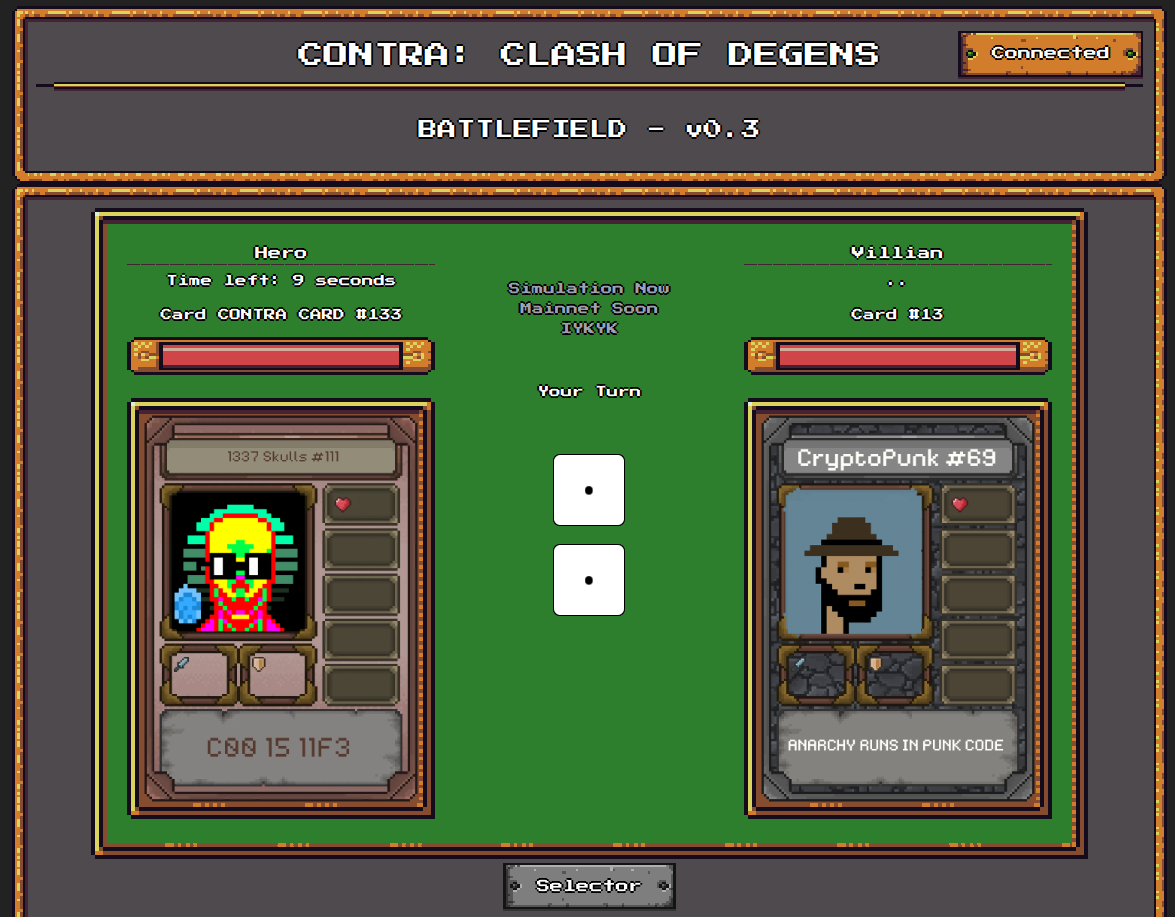 CONTRA: CLASH OF DEGENS
Connected
BATTLEFIELD - v0.3
Hero
Time left: 9 seconds
Card CONTRA CARD #133
1337 Skulls #111
C00 15 11F3
Simulation Now
Mainnet Soon
IYKYK
Your Turn
Villian
..
Card #13
CryptoPunk #69
ANARCHY RUNS IN PUNK CODE
Selector